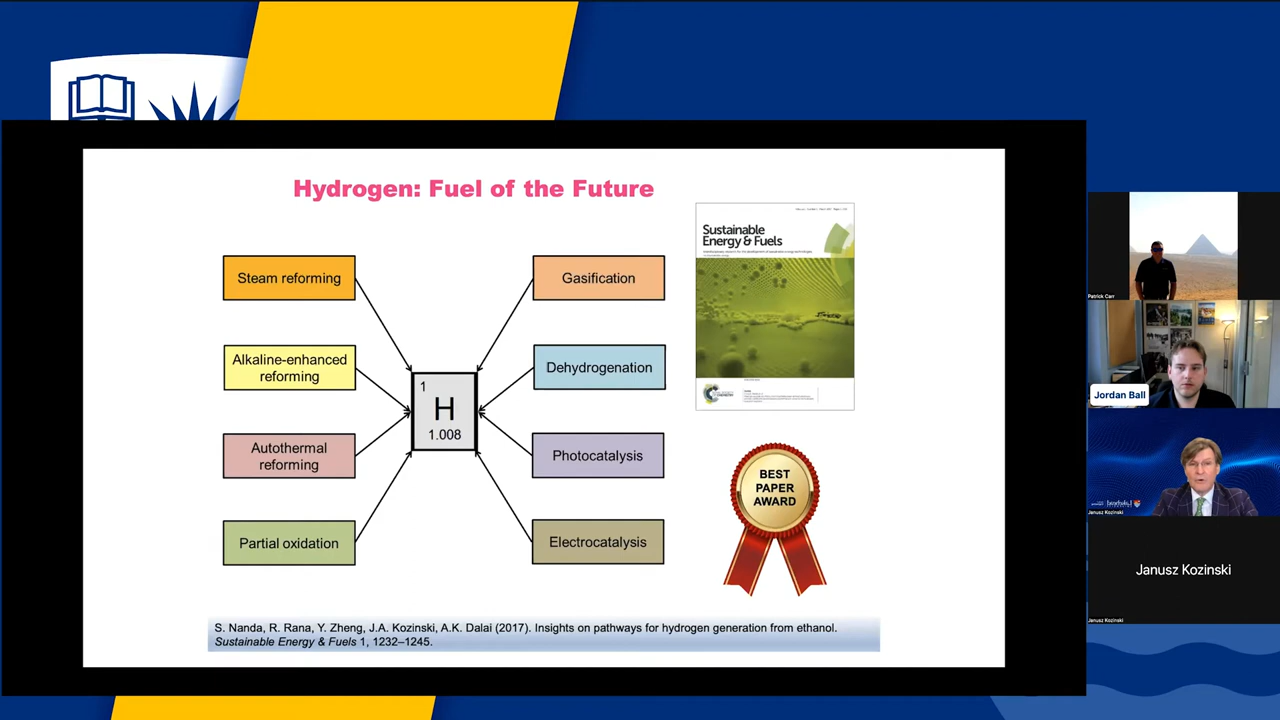 Hydrogen: Fuel of the Future
Steam reforming
Alkaline-enhanced
reforming
Autothermal
reforming
Partial oxidation
1
H
1.008
Gasification
Dehydrogenation
Photocatalysis
Electrocatalysis
Sustainable
Energy & Fuels
BEST
PAPER
AWARD
S. Nanda, R. Rana, Y. Zheng, J.A. Kozinski, A.K. Dalai (2017). Insights on pathways for hydrogen generation from ethanol.
Sustainable Energy & Fuels 1, 1232–1245.
Patrick Carr
Jordan Ball
Janusz Kozinski
Janusz Kozinski
Janusz Kozinski